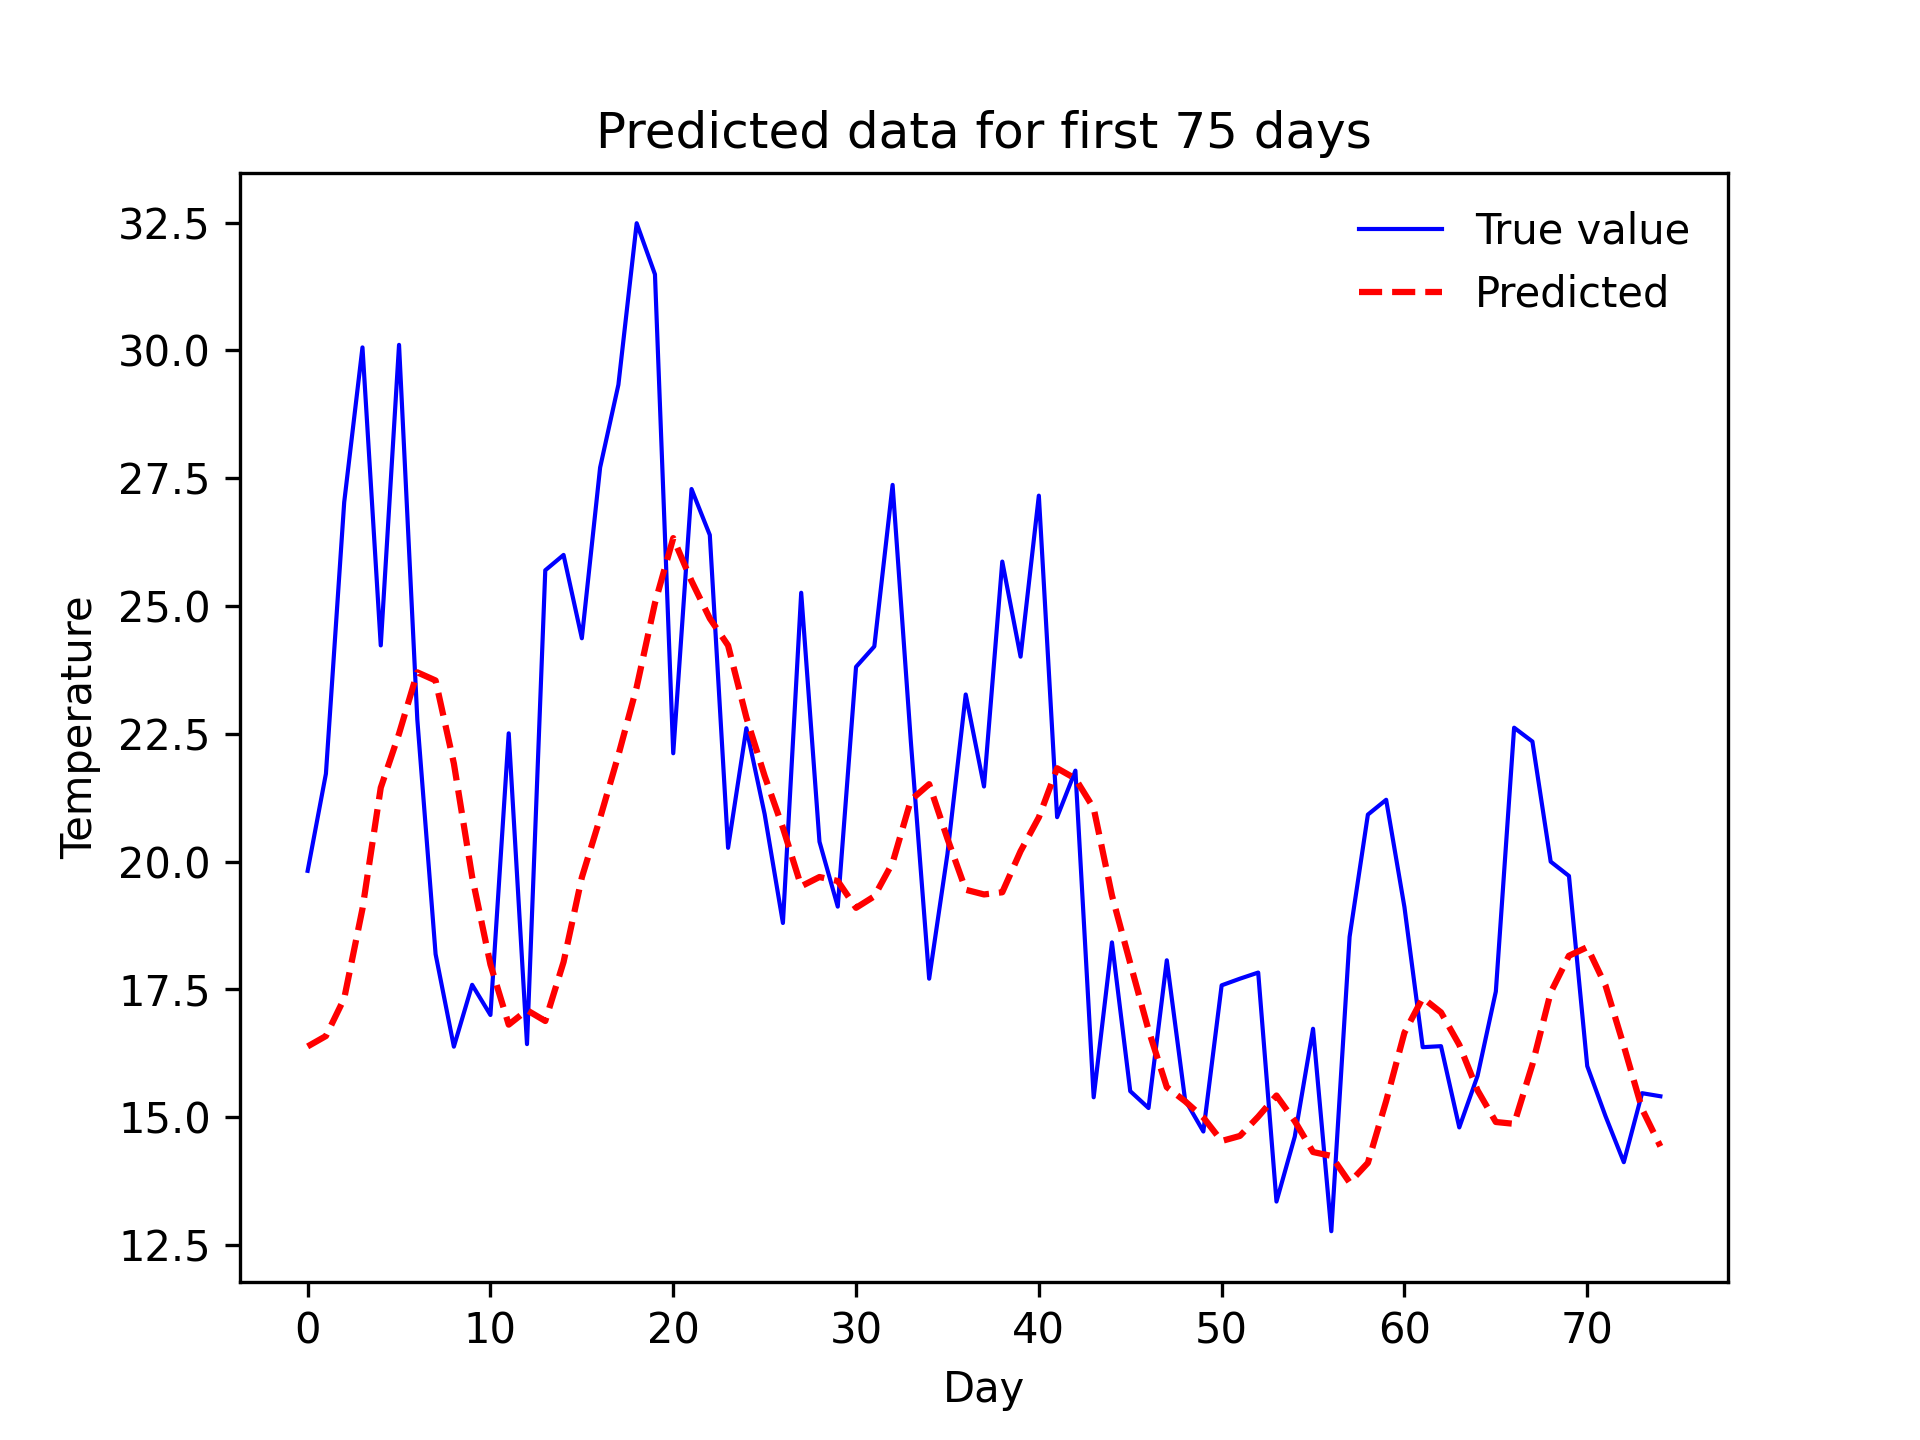 Predicted data for first 75 days
True value
Predicted
32.5
30.0
27.5
25.0
22.5
20.0
17.5
15.0
12.5
Temperature
0 10 20 30 40 50 60 70
Day